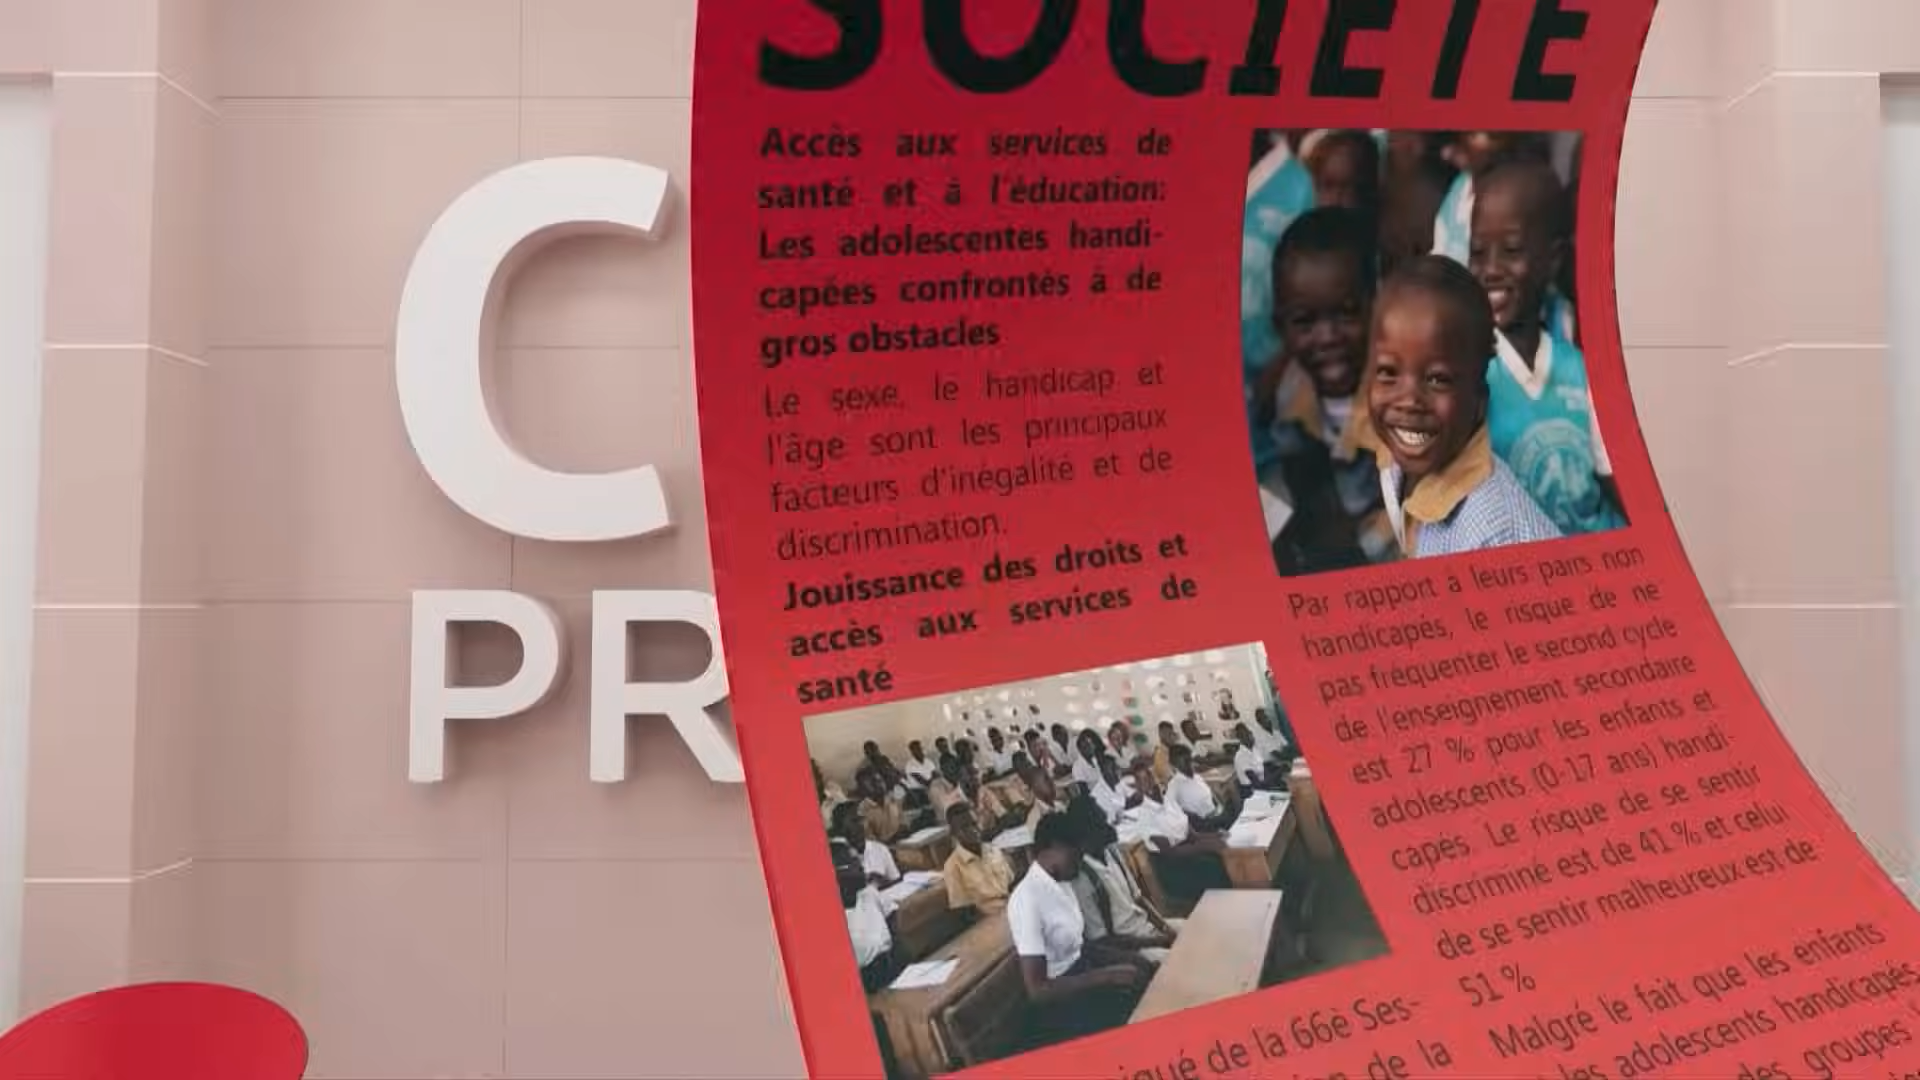 SOCIÉTÉ
C
PR
Accès aux services de
santé et à l'éducation:
Les adolescentes handi-
capées confrontés à de
gros obstacles
Le sexe, le handicap et
l'âge sont les principaux
facteurs d'inégalité et de
discrimination.
Jouissance des droits et
accès aux services de
santé
Par rapport à leurs pairs non
handicapés, le risque de ne
pas fréquenter le second cycle
de l'enseignement secondaire
est 27 % pour les enfants et
adolescents (0-17 ans) handi-
capés. Le risque de se sentir
discriminé est de 41 % et celui
de se sentir malheureux est de
51 %
Malgré le fait que les enfants
les adolescents handicapés
des groupes
de la 66è Ses-
de la